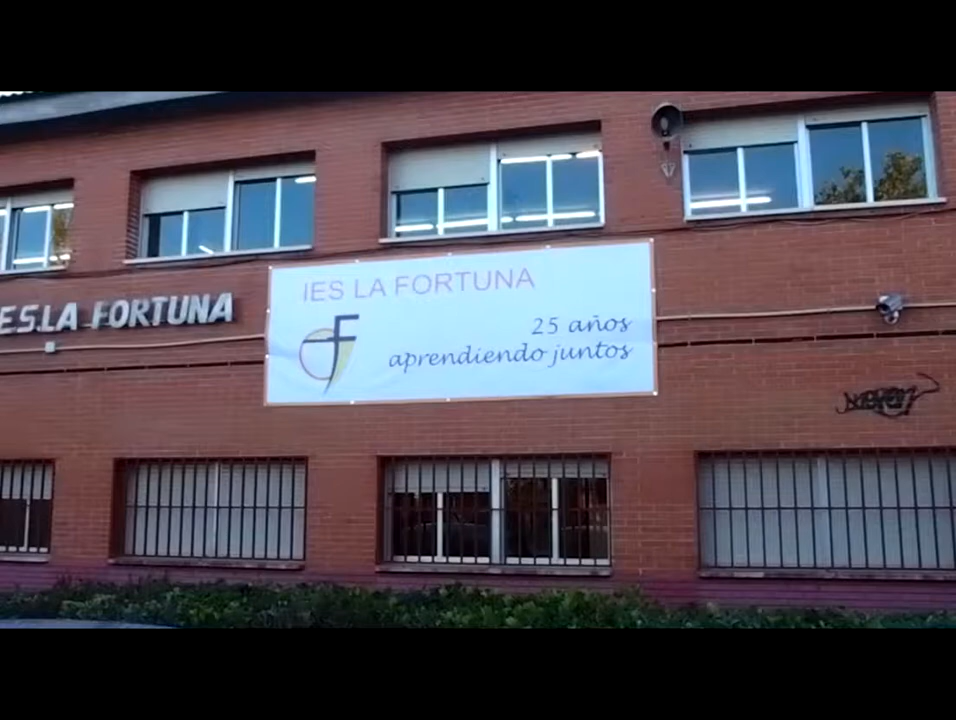 I.E.S. LA FORTUNA
IES LA FORTUNA
25 años
aprendiendo juntos